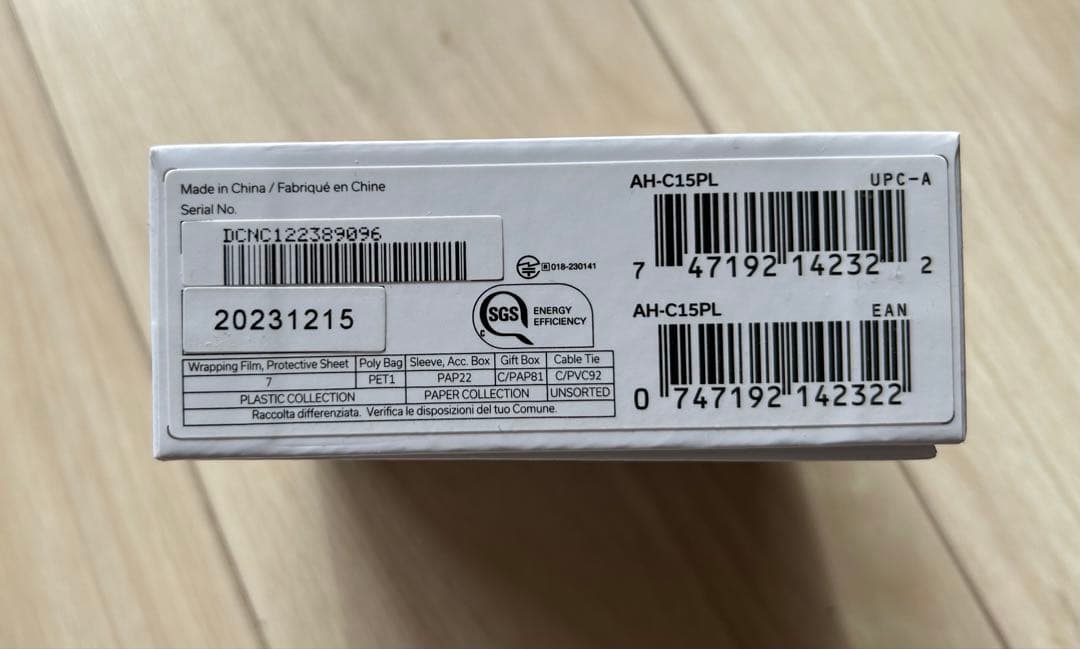 Made in China / Fabriqué en Chine
Serial No.
DCNC122389096
R 018-230141
20231215
SGS
C
ENERGY
EFFICIENCY
Wrapping Film, Protective Sheet Poly Bag Sleeve, Acc. Box Gift Box Cable Tie
7 PET1 PAP22 C/PAP81 C/PVC92
PLASTIC COLLECTION PAPER COLLECTION UNSORTED
Raccolta differenziata. Verifica le disposizioni del tuo Comune.
AH-C15PL UPC-A
7 47192 14232 2
AH-C15PL EAN
0 747192 142322